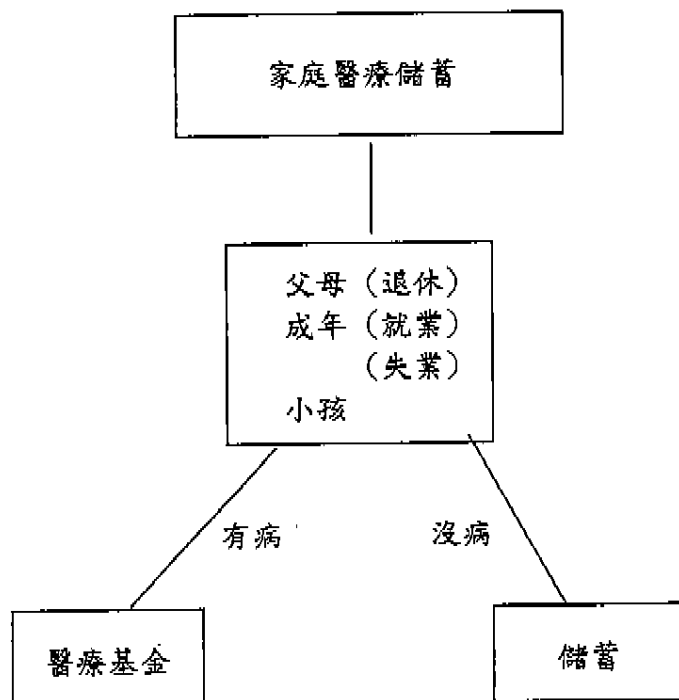 家庭醫療儲蓄
父母（退休）
成年（就業）
（失業）
小孩
有病
沒病
醫療基金
儲蓄